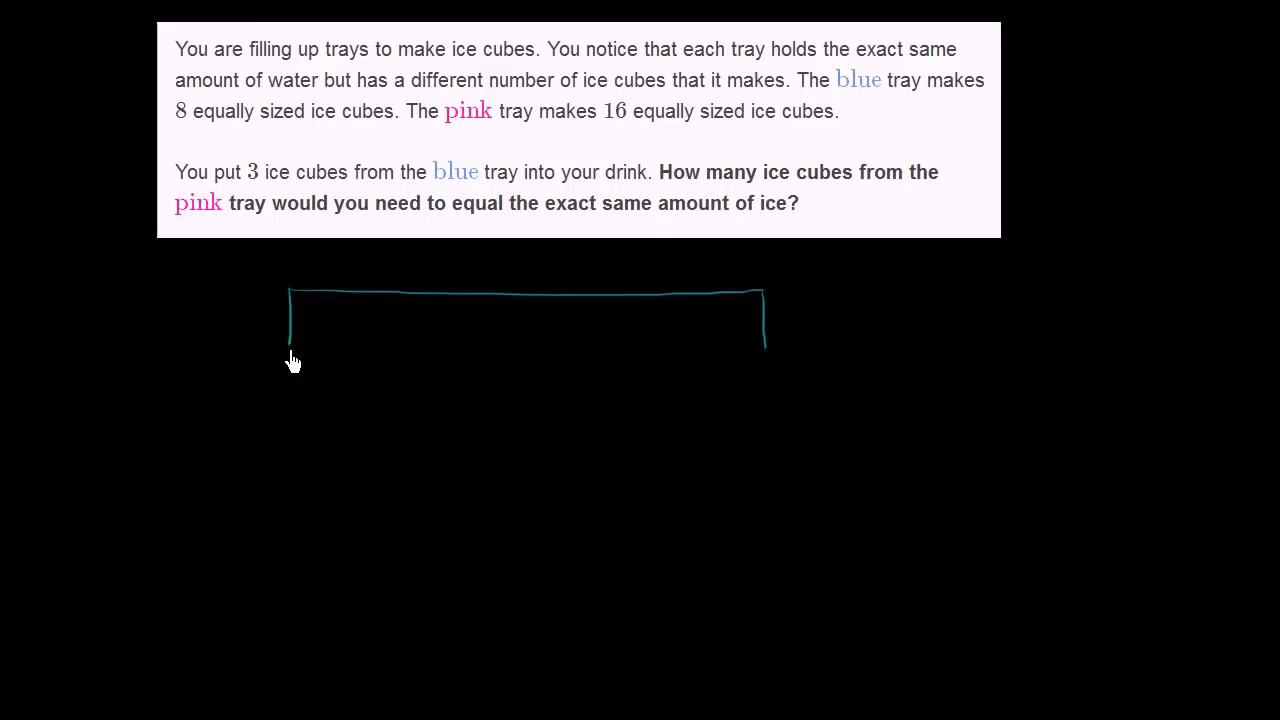 You are filling up trays to make ice cubes. You notice that each tray holds the exact same
amount of water but has a different number of ice cubes that it makes. The blue tray makes
8 equally sized ice cubes. The pink tray makes 16 equally sized ice cubes.
You put 3 ice cubes from the blue tray into your drink. How many ice cubes from the
pink tray would you need to equal the exact same amount of ice?